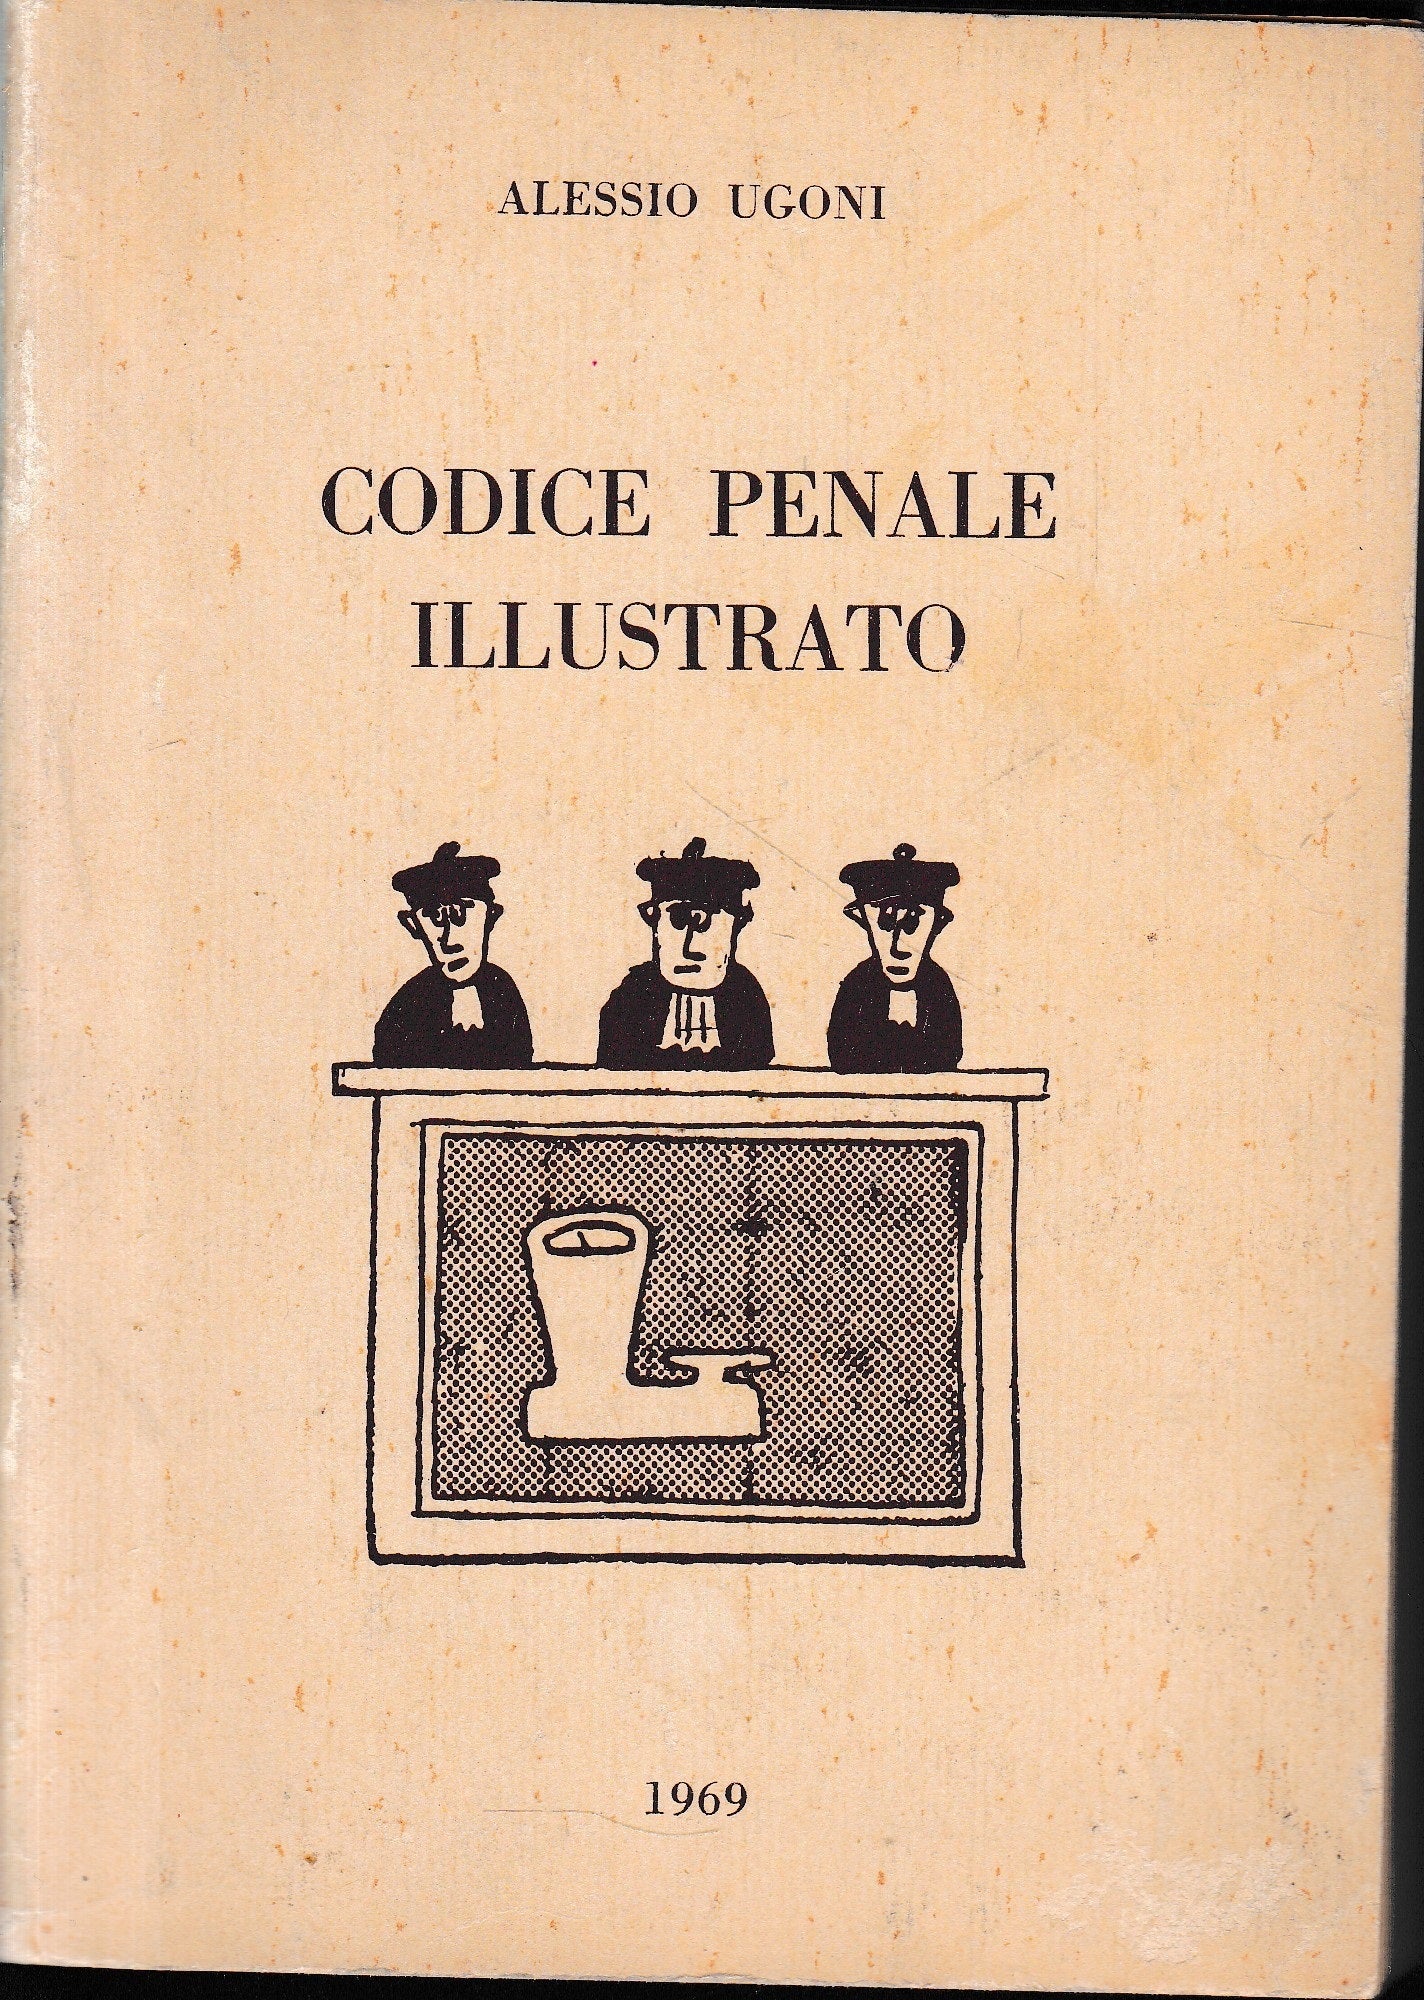 ALESSIO UGONI
CODICE PENALE
ILLUSTRATO
1969